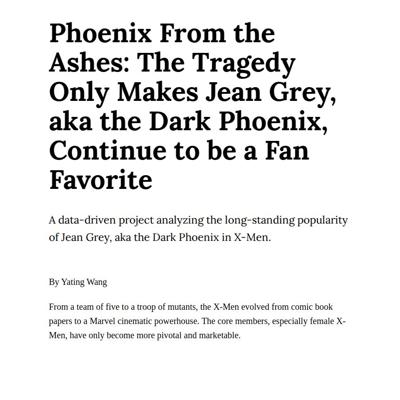 Phoenix From the
Ashes: The Tragedy
Only Makes Jean Grey,
aka the Dark Phoenix,
Continue to be a Fan
Favorite
A data-driven project analyzing the long-standing popularity
of Jean Grey, aka the Dark Phoenix in X-Men.
By Yating Wang
From a team of five to a troop of mutants, the X-Men evolved from comic book
papers to a Marvel cinematic powerhouse. The core members, especially female X-
Men, have only become more pivotal and marketable.